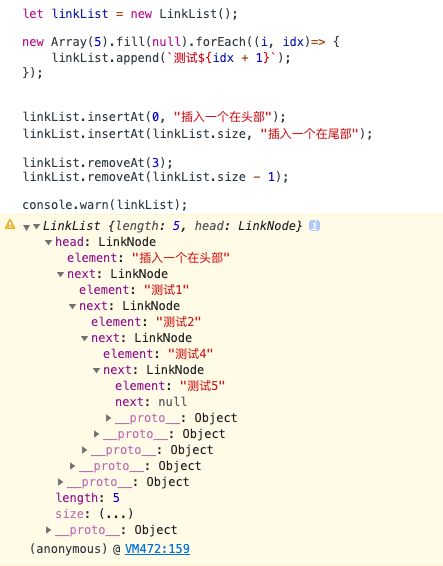 let linkList = new LinkList();
new Array(5).fill(null).forEach((i, idx)=> {
linkList.append(`测试${idx + 1}`);
});
linkList.insertAt(0, "插入一个在头部");
linkList.insertAt(linkList.size, "插入一个在尾部");
linkList.removeAt(3);
linkList.removeAt(linkList.size - 1);
console.warn(linkList);
LinkList {length: 5, head: LinkNode} i
head: LinkNode
element: "插入一个在头部"
next: LinkNode
element: "测试1"
next: LinkNode
element: "测试2"
next: LinkNode
element: "测试4"
next: LinkNode
element: "测试5"
next: null
__proto__: Object
__proto__: Object
__proto__: Object
__proto__: Object
__proto__: Object
length: 5
size: (...)
__proto__: Object
(anonymous) @ VM472:159